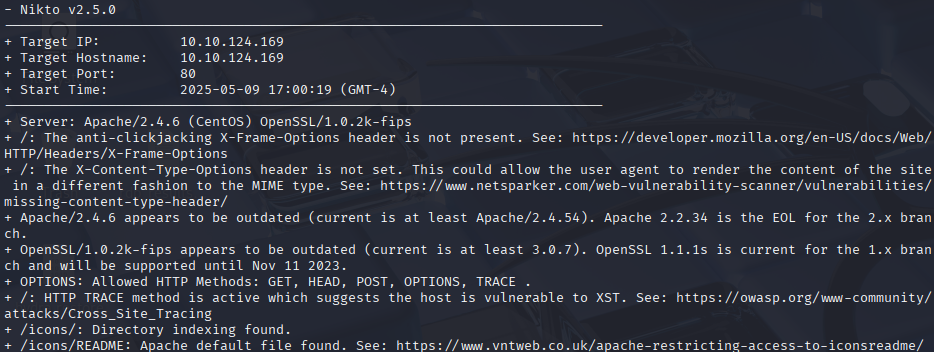 - Nikto v2.5.0
---------------------------------------------------------------------------
+ Target IP:          10.10.124.169
+ Target Hostname:    10.10.124.169
+ Target Port:        80
+ Start Time:         2025-05-09 17:00:19 (GMT-4)
---------------------------------------------------------------------------
+ Server: Apache/2.4.6 (CentOS) OpenSSL/1.0.2k-fips
+ /: The anti-clickjacking X-Frame-Options header is not present. See: https://developer.mozilla.org/en-US/docs/Web/
HTTP/Headers/X-Frame-Options
+ /: The X-Content-Type-Options header is not set. This could allow the user agent to render the content of the site
 in a different fashion to the MIME type. See: https://www.netsparker.com/web-vulnerability-scanner/vulnerabilities/
missing-content-type-header/
+ Apache/2.4.6 appears to be outdated (current is at least Apache/2.4.54). Apache 2.2.34 is the EOL for the 2.x bran
ch.
+ OpenSSL/1.0.2k-fips appears to be outdated (current is at least 3.0.7). OpenSSL 1.1.1s is current for the 1.x bran
ch and will be supported until Nov 11 2023.
+ OPTIONS: Allowed HTTP Methods: GET, HEAD, POST, OPTIONS, TRACE .
+ /: HTTP TRACE method is active which suggests the host is vulnerable to XST. See: https://owasp.org/www-community/
attacks/Cross_Site_Tracing
+ /icons/: Directory indexing found.
+ /icons/README: Apache default file found. See: https://www.vntweb.co.uk/apache-restricting-access-to-iconsreadme/